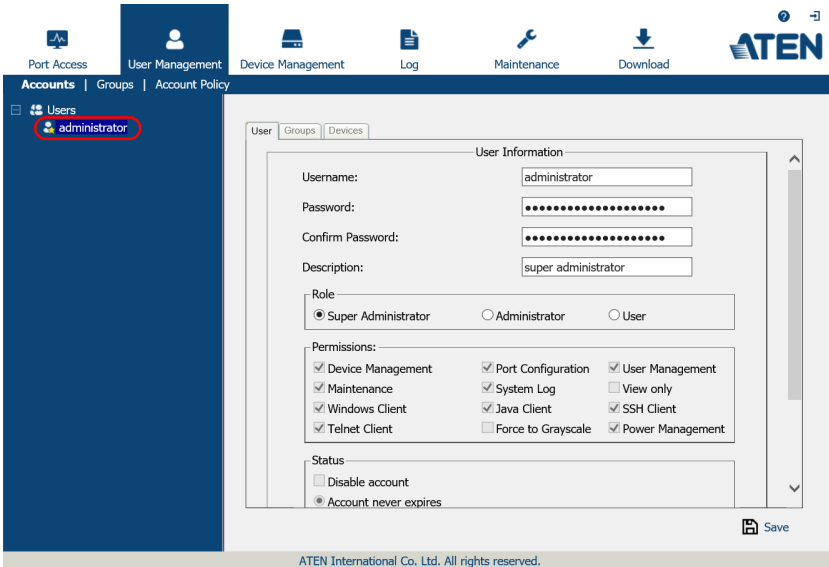 Port Access
User Management
Device Management
Log
Maintenance
Download
ATEN
Accounts | Groups | Account Policy
Users
administrator
User Groups Devices
User Information
Username: administrator
Password: ●●●●●●●●●●●●●●●●●●●●
Confirm Password: ●●●●●●●●●●●●●●●●●●●●
Description: super administrator
Role
Super Administrator Administrator User
Permissions:
Device Management Port Configuration User Management
Maintenance System Log View only
Windows Client Java Client SSH Client
Telnet Client Force to Grayscale Power Management
Status
Disable account
Account never expires
Save
ATEN International Co. Ltd. All rights reserved.